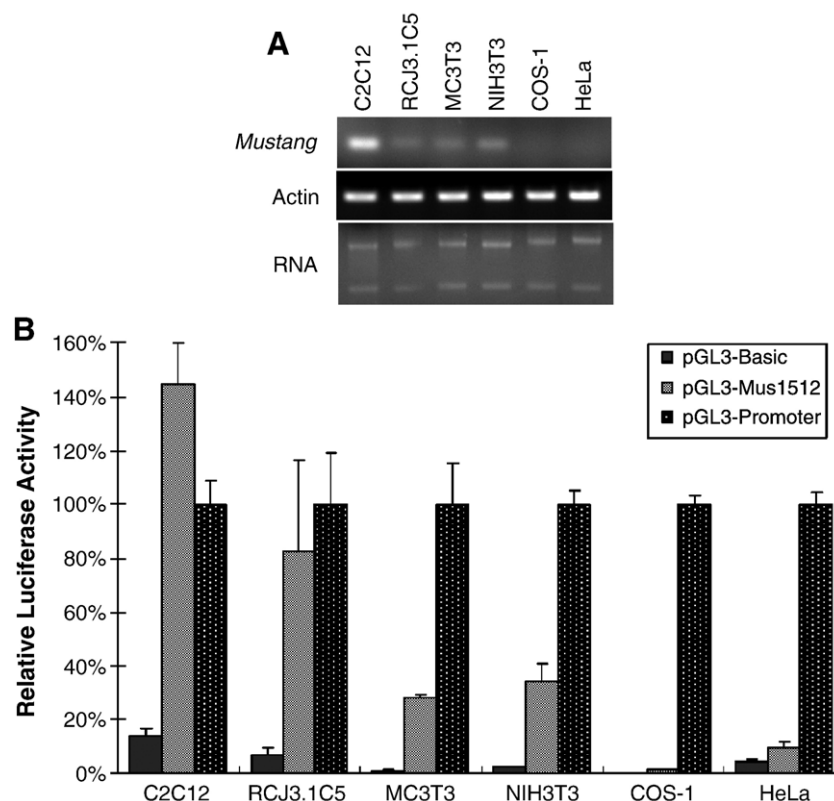 A
C2C12
RCJ3.1C5
MC3T3
NIH3T3
COS-1
HeLa
Mustang
Actin
RNA
B
Relative Luciferase Activity
160%
140%
120%
100%
80%
60%
40%
20%
0%
pGL3-Basic
pGL3-Mus1512
pGL3-Promoter
C2C12 RCJ3.1C5 MC3T3 NIH3T3 COS-1 HeLa